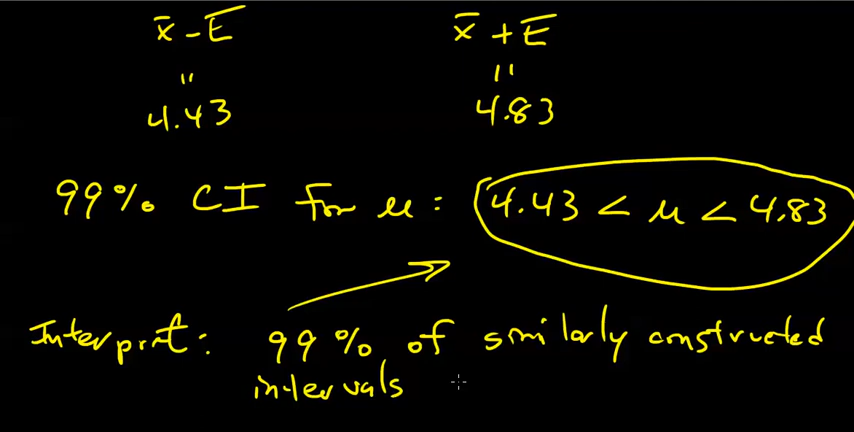 x̄ - E x̄ + E
= =
4.43 4.83
99% CI for μ: 4.43 < μ < 4.83
Interpret: 99% of similarly constructed
intervals